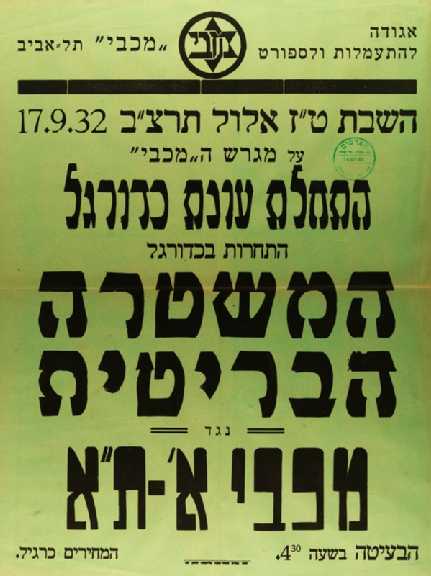 אגודה
להתעמלות ולספורט „מכבי” תל־אביב
השבת ט״ז אלול תרצ״ב 17.9.32
על מגרש ה„מכבי”
התחלת עונת כדורגל
התחרות בכדורגל
המשטרה
הבריטית
נגד
מכבי א׳־ת״א
הבעיטה בשעה 4.30. המחירים כרגיל.